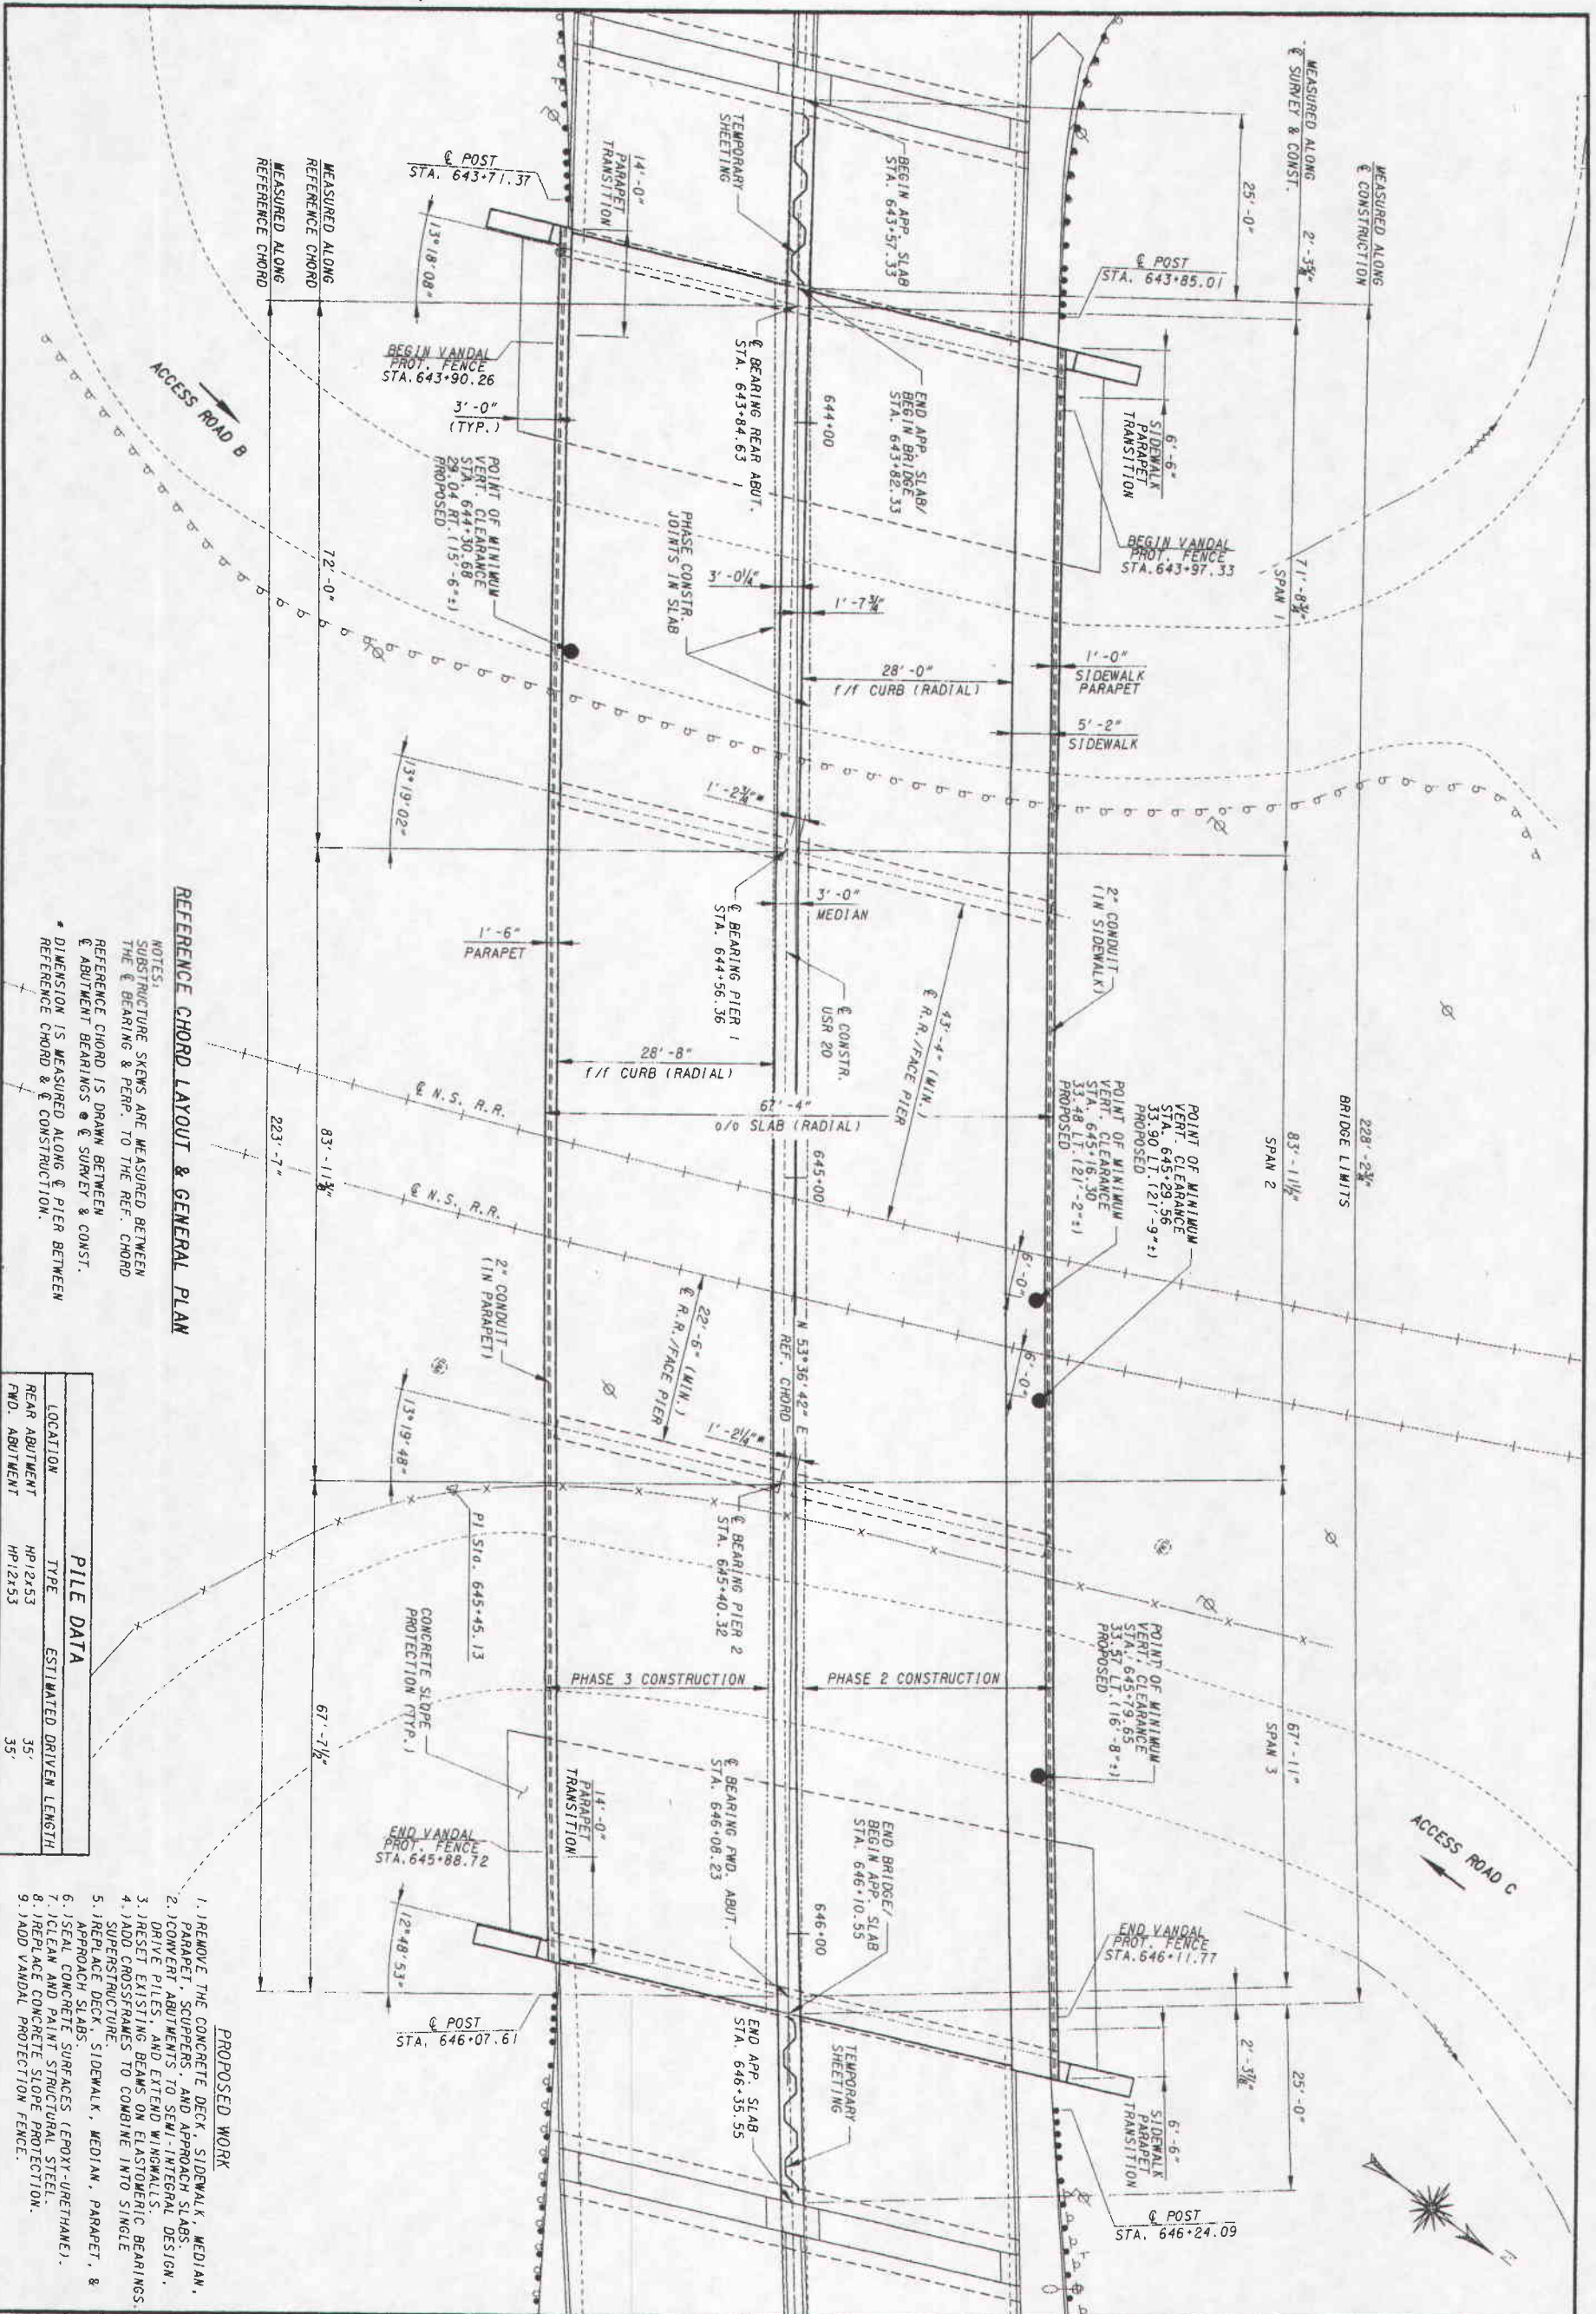 MEASURED ALONG
℄ CONSTRUCTION
MEASURED ALONG
℄ SURVEY & CONST.
228'-2¾"
BRIDGE LIMITS
25'-0"
71'-8¾"
SPAN 1
83'-11½"
SPAN 2
67'-11"
SPAN 3
2'-3⅞"
25'-0"
ACCESS ROAD C
N
℄ POST
STA. 643+85.01
6'-6"
SIDEWALK
PARAPET
TRANSITION
BEGIN VANDAL
PROT. FENCE
STA. 643+97.33
1'-0"
SIDEWALK
PARAPET
5'-2"
SIDEWALK
2" CONDUIT
(IN SIDEWALK)
POINT OF MINIMUM
VERT. CLEARANCE
STA. 645+29.56
33.90 LT. (21'-9"±)
PROPOSED
POINT OF MINIMUM
VERT. CLEARANCE
STA. 645+16.30
33.48 LT. (21'-2"±)
PROPOSED
POINT OF MINIMUM
VERT. CLEARANCE
STA. 645+79.65
33.57 LT. (16'-8"±)
PROPOSED
END VANDAL
PROT. FENCE
STA. 646+11.77
6'-6"
SIDEWALK
PARAPET
TRANSITION
℄ POST
STA. 646+24.09
BEGIN APP. SLAB
STA. 643+57.33
TEMPORARY
SHEETING
END APP. SLAB/
BEGIN BRIDGE
STA. 643+82.33
644+00
28'-0"
f/f CURB (RADIAL)
43'-4" (MIN.)
℄ R.R./FACE PIER
6'-0"
6'-0"
645+00
PHASE 2 CONSTRUCTION
END BRIDGE/
BEGIN APP. SLAB
STA. 646+10.55
646+00
TEMPORARY
SHEETING
END APP. SLAB
STA. 646+35.55
℄ BEARING REAR ABUT.
STA. 643+84.63
3'-0¼"
1'-7¾"
PHASE CONSTR.
JOINTS IN SLAB
1'-2¾"*
3'-0"
MEDIAN
℄ CONSTR.
USR 20
℄ BEARING PIER 1
STA. 644+56.36
67'-4"
o/o SLAB (RADIAL)
N 53°36'42" E
REF. CHORD
1'-2¼"*
℄ BEARING PIER 2
STA. 645+40.32
℄ BEARING FWD. ABUT.
STA. 646+08.23
14'-0"
PARAPET
TRANSITION
℄ POST
STA. 643+71.37
13°18'08"
BEGIN VANDAL
PROT. FENCE
STA. 643+90.26
3'-0"
(TYP.)
POINT OF MINIMUM
VERT. CLEARANCE
STA. 644+30.68
29.04 RT. (15'-6"±)
PROPOSED
13°19'02"
1'-6"
PARAPET
28'-8"
f/f CURB (RADIAL)
℄ N.S. R.R.
℄ N.S. R.R.
2" CONDUIT
(IN PARAPET)
22'-6" (MIN.)
℄ R.R./FACE PIER
13°19'48"
PI Sta. 645+45.13
PHASE 3 CONSTRUCTION
CONCRETE SLOPE
PROTECTION (TYP.)
14'-0"
PARAPET
TRANSITION
END VANDAL
PROT. FENCE
STA. 645+88.72
12°48'53"
℄ POST
STA. 646+07.61
MEASURED ALONG
REFERENCE CHORD
72'-0"
83'-11⅜"
67'-7½"
MEASURED ALONG
REFERENCE CHORD
223'-7"
ACCESS ROAD B
REFERENCE CHORD LAYOUT & GENERAL PLAN
NOTES:
SUBSTRUCTURE SKEWS ARE MEASURED BETWEEN
THE ℄ BEARING & PERP. TO THE REF. CHORD
REFERENCE CHORD IS DRAWN BETWEEN
℄ ABUTMENT BEARINGS @ ℄ SURVEY & CONST.
* DIMENSION IS MEASURED ALONG ℄ PIER BETWEEN
REFERENCE CHORD & ℄ CONSTRUCTION.
PILE DATA
LOCATION TYPE ESTIMATED DRIVEN LENGTH
REAR ABUTMENT HP12x53 35'
FWD. ABUTMENT HP12x53 35'
PROPOSED WORK
1.)REMOVE THE CONCRETE DECK, SIDEWALK, MEDIAN,
PARAPET, SCUPPERS, AND APPROACH SLABS.
2.)CONVERT ABUTMENTS TO SEMI-INTEGRAL DESIGN,
DRIVE PILES, AND EXTEND WINGWALLS.
3.)RESET EXISTING BEAMS ON ELASTOMERIC BEARINGS.
4.)ADD CROSSFRAMES TO COMBINE INTO SINGLE
SUPERSTRUCTURE.
5.)REPLACE DECK, SIDEWALK, MEDIAN, PARAPET, &
APPROACH SLABS.
6.)SEAL CONCRETE SURFACES (EPOXY-URETHANE).
7.)CLEAN AND PAINT STRUCTURAL STEEL.
8.)REPLACE CONCRETE SLOPE PROTECTION.
9.)ADD VANDAL PROTECTION FENCE.